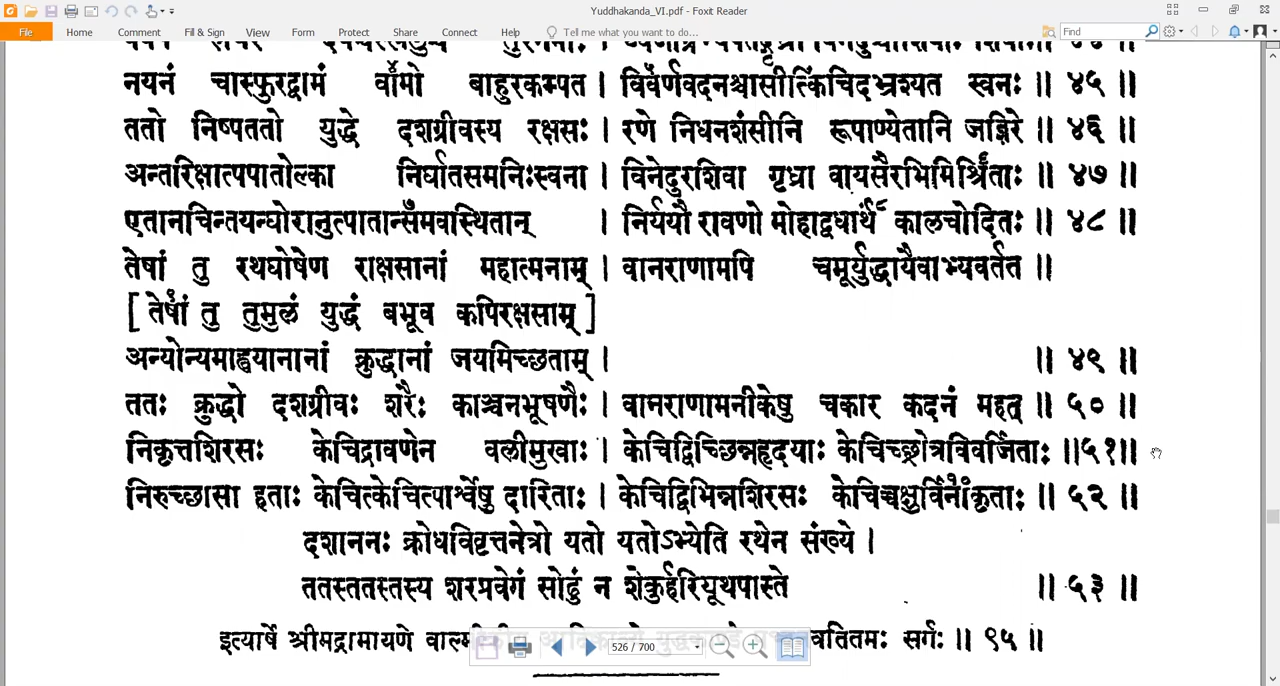 Yuddhakanda_VI.pdf - Foxit Reader
File Home Comment Fill & Sign View Form Protect Share Connect Help Tell me what you want to do... Find
नयनं चास्फुरद्वामं वामो बाहुरकम्पत | विवर्णवदनश्चासीत्किंचिदभ्रश्यत स्वनः || ४५ ||
ततो निष्पततो युद्धे दशग्रीवस्य रक्षसः | रणे निधनशंसीनि रूपाण्येतानि जज्ञिरे || ४६ ||
अन्तरिक्षात्पपातोल्का निर्घातसमनिःस्वना | विनेदुरशिवा गृध्रा वायसैरभिमिश्रिताः || ४७ ||
एतानचिन्तयन्घोरानुत्पातान्समवास्थितान् | निर्ययौ रावणो मोहाद्वधार्थं कालचोदितः || ४८ ||
तेषां तु रथघोषेण राक्षसानां महात्मनाम् | वानराणामपि चमूर्युद्धायैवाभ्यवर्तत ||
[ तेषां तु तुमुलं युद्धं बभूव कपिरक्षसाम् ]
अन्योन्यमाह्वयानानां क्रुद्धानां जयमिच्छताम् | || ४९ ||
ततः क्रुद्धो दशग्रीवः शरैः काञ्चनभूषणैः | वानराणामनीकेषु चकार कदनं महत् || ५० ||
निकृत्तशिरसः केचिद्रावणेन वलीमुखाः | केचिद्विच्छिन्नहृदयाः केचिच्छ्रोत्रविवर्जिताः || ५१ ||
निरुच्छ्वासा हताः केचित्केचित्पार्श्वेषु दारिताः | केचिद्विभिन्नशिरसः केचिच्चक्षुर्विनाकृताः || ५२ ||
दशाननः क्रोधविवृत्तनेत्रो यतो यतोऽभ्येति रथेन संख्ये |
ततस्ततस्तस्य शरप्रवेगं सोढुं न शेकुर्हरियूथपास्ते || ५३ ||
इत्यार्षे श्रीमद्रामायणे सर्गः || ९५ ||
526 / 700